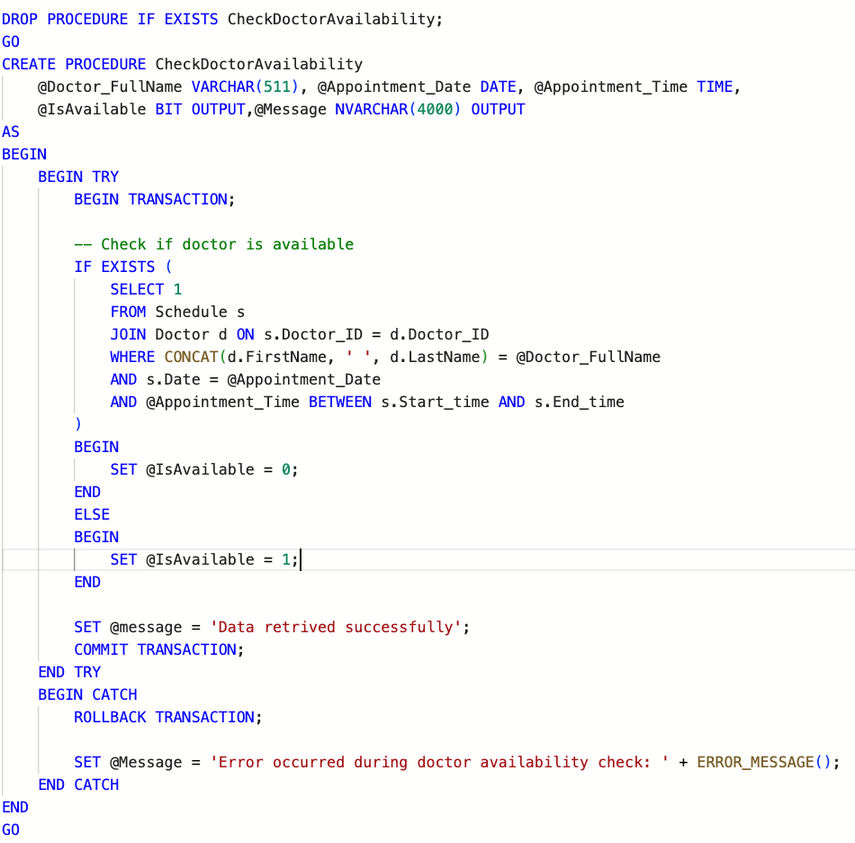 DROP PROCEDURE IF EXISTS CheckDoctorAvailability;
GO
CREATE PROCEDURE CheckDoctorAvailability
    @Doctor_FullName VARCHAR(511), @Appointment_Date DATE, @Appointment_Time TIME,
    @IsAvailable BIT OUTPUT,@Message NVARCHAR(4000) OUTPUT
AS
BEGIN
    BEGIN TRY
        BEGIN TRANSACTION;

        -- Check if doctor is available
        IF EXISTS (
            SELECT 1
            FROM Schedule s
            JOIN Doctor d ON s.Doctor_ID = d.Doctor_ID
            WHERE CONCAT(d.FirstName, ' ', d.LastName) = @Doctor_FullName
            AND s.Date = @Appointment_Date
            AND @Appointment_Time BETWEEN s.Start_time AND s.End_time
        )
        BEGIN
            SET @IsAvailable = 0;
        END
        ELSE
        BEGIN
            SET @IsAvailable = 1;
        END

        SET @message = 'Data retrived successfully';
        COMMIT TRANSACTION;
    END TRY
    BEGIN CATCH
        ROLLBACK TRANSACTION;

        SET @Message = 'Error occurred during doctor availability check: ' + ERROR_MESSAGE();
    END CATCH
END
GO